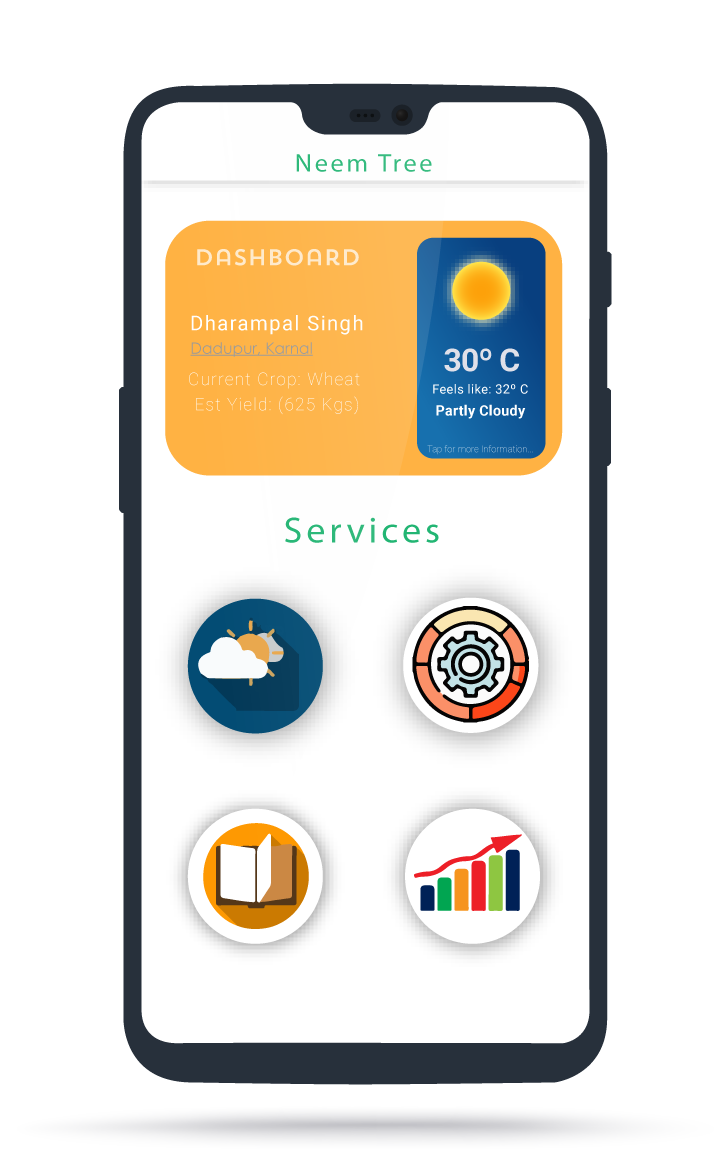 Neem Tree
DASHBOARD
Dharampal Singh
Dadupur, Karnal
Current Crop: Wheat
Est Yield: (625 Kgs)
30º C
Feels like: 32º C
Partly Cloudy
Tap for more Information...
Services